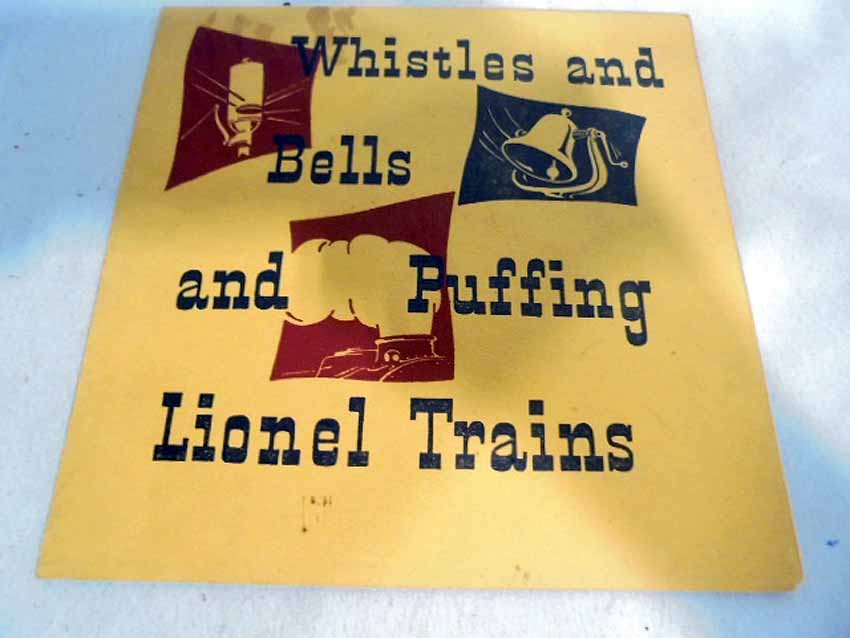 Whistles and
Bells
and Puffing
Lionel Trains